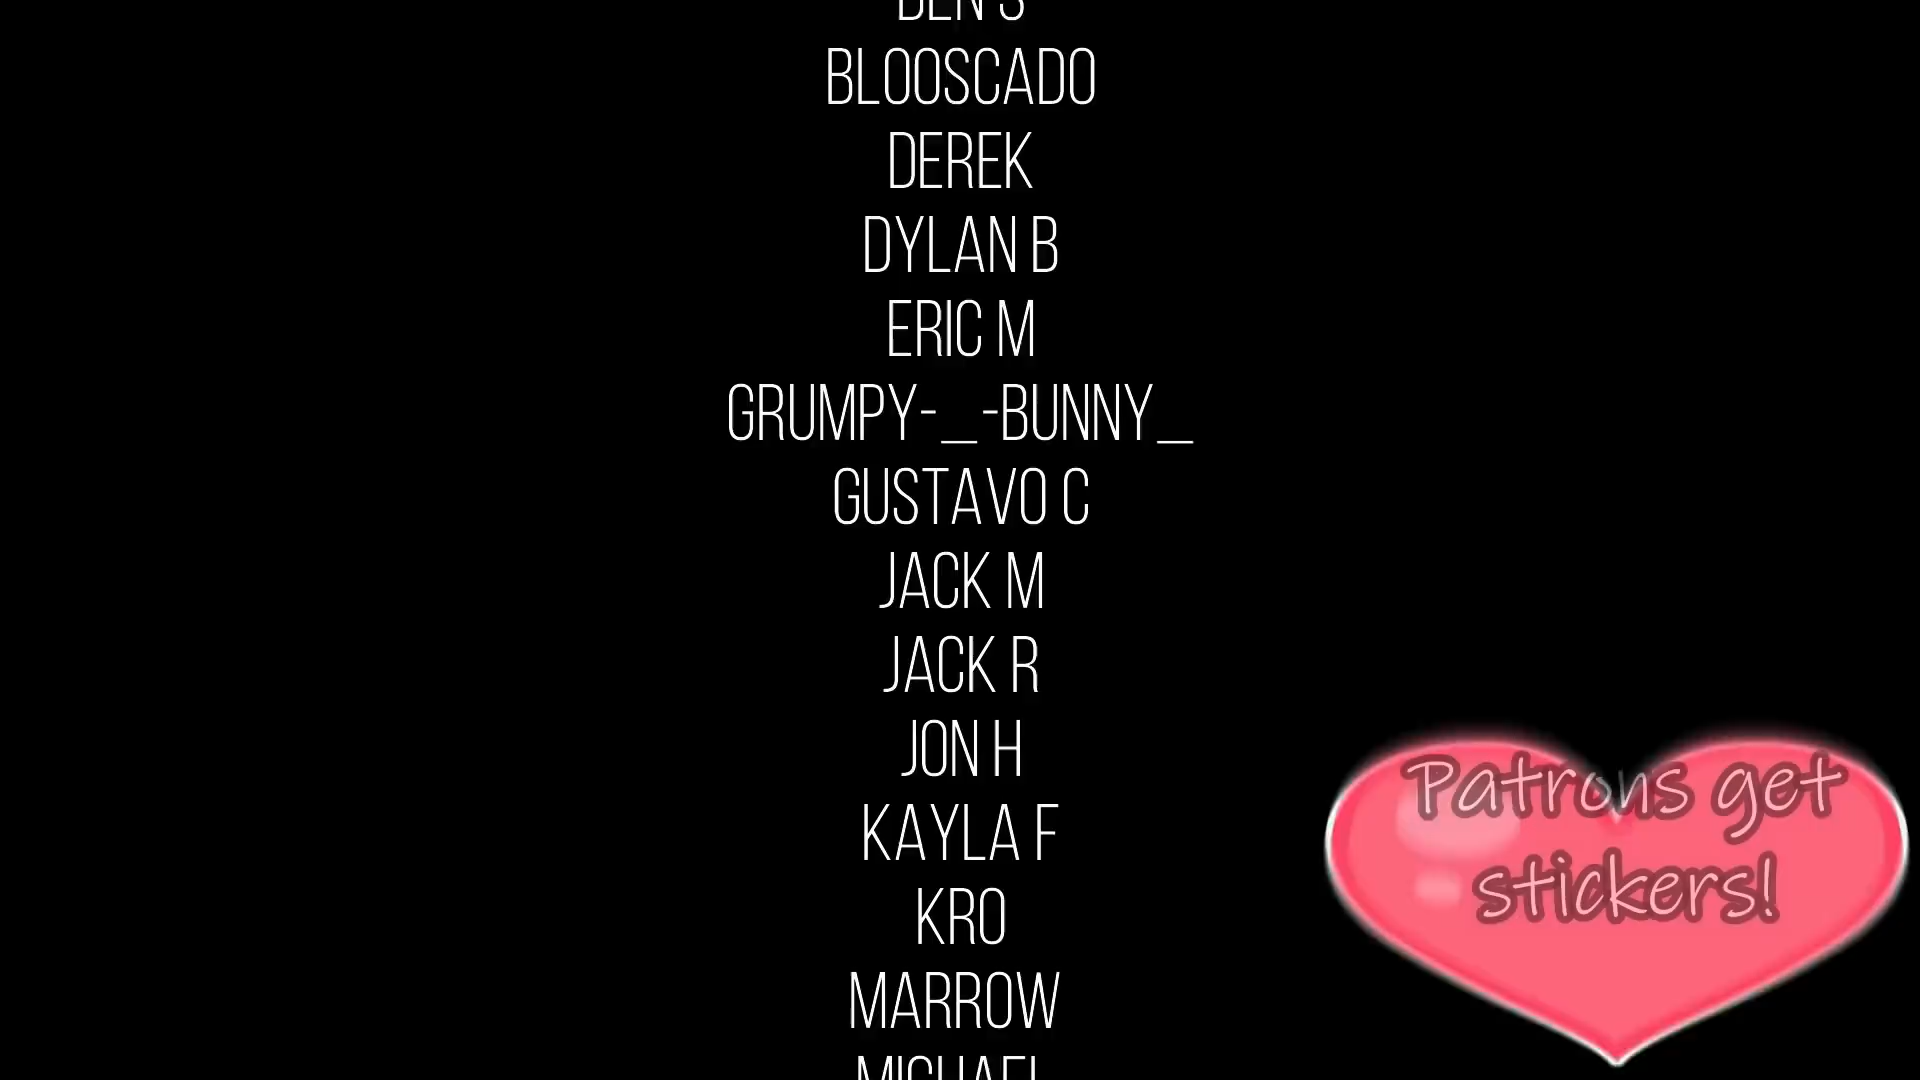 BEN S
BLOOSCADO
DEREK
DYLAN B
ERIC M
GRUMPY-_-BUNNY_
GUSTAVO C
JACK M
JACK R
JON H
KAYLA F
KRO
MARROW
MICHAEL
Patrons get
stickers!